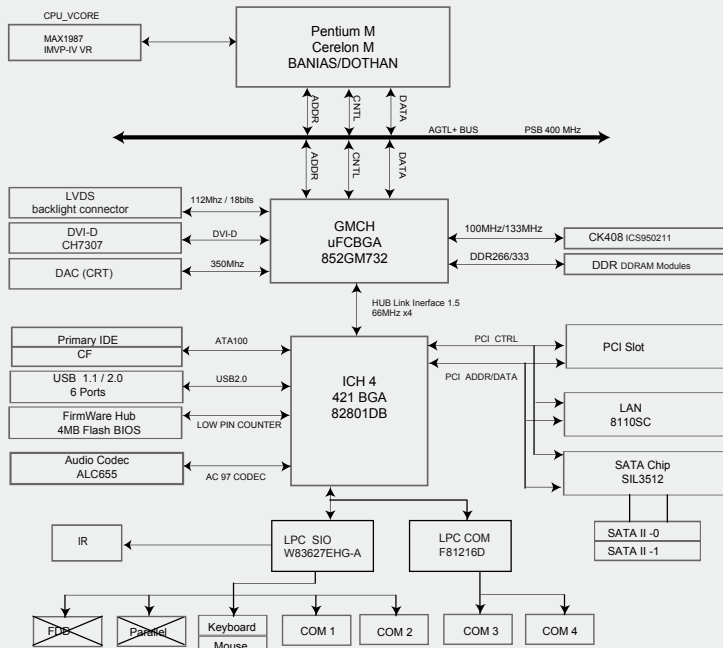 CPU_VCORE
MAX1987
IMVP-IV VR
Pentium M
Cerelon M
BANIAS/DOTHAN
ADDR
CNTL
DATA
AGTL+ BUS
PSB 400 MHz
ADDR
CNTL
DATA
LVDS
backlight connector
112Mhz / 18bits
DVI-D
CH7307
DVI-D
DAC (CRT)
350Mhz
GMCH
uFCBGA
852GM732
100MHz/133MHz
CK408 ICS950211
DDR266/333
DDR DDRAM Modules
HUB Link Inerface 1.5
66MHz x4
Primary IDE
CF
ATA100
USB 1.1 / 2.0
6 Ports
USB2.0
FirmWare Hub
4MB Flash BIOS
LOW PIN COUNTER
Audio Codec
ALC655
AC 97 CODEC
ICH 4
421 BGA
82801DB
PCI CTRL
PCI ADDR/DATA
PCI Slot
LAN
8110SC
SATA Chip
SIL3512
SATA II -0
SATA II -1
IR
LPC SIO
W83627EHG-A
LPC COM
F81216D
FDD
Parallel
Keyboard
Mouse
COM 1
COM 2
COM 3
COM 4